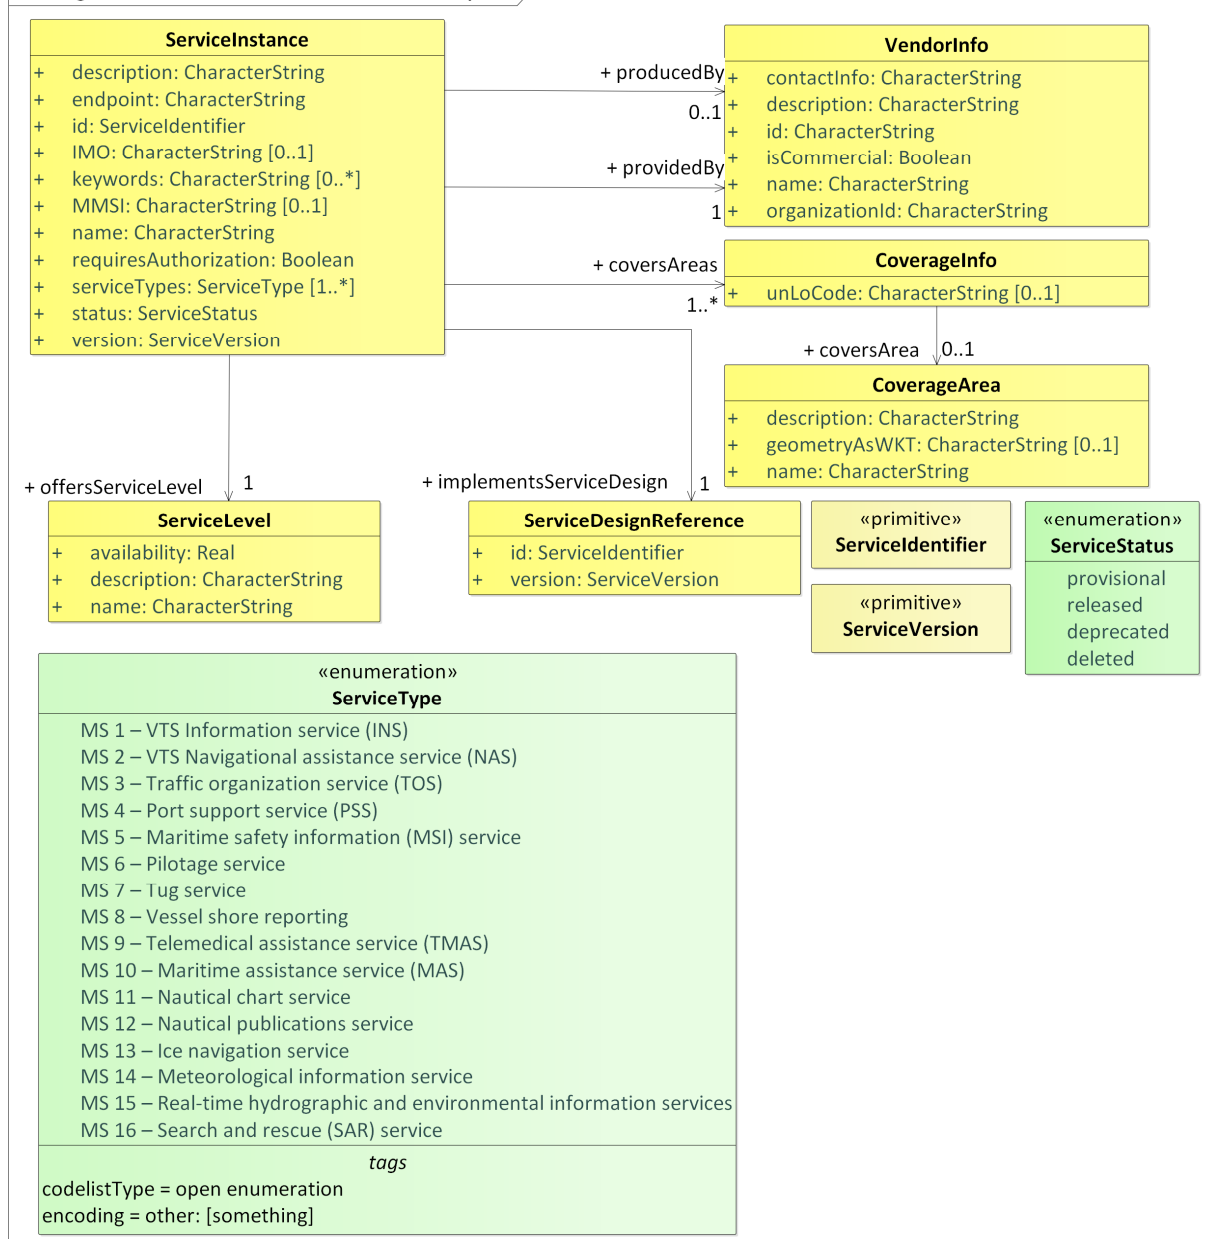 ServiceInstance
+ description: CharacterString
+ endpoint: CharacterString
+ id: ServiceIdentifier
+ IMO: CharacterString [0..1]
+ keywords: CharacterString [0..*]
+ MMSI: CharacterString [0..1]
+ name: CharacterString
+ requiresAuthorization: Boolean
+ serviceTypes: ServiceType [1..*]
+ status: ServiceStatus
+ version: ServiceVersion
+ producedBy
0..1
+ providedBy
1
+ coversAreas
1..*
VendorInfo
+ contactInfo: CharacterString
+ description: CharacterString
+ id: CharacterString
+ isCommercial: Boolean
+ name: CharacterString
+ organizationId: CharacterString
CoverageInfo
+ unLoCode: CharacterString [0..1]
+ coversArea 0..1
CoverageArea
+ description: CharacterString
+ geometryAsWKT: CharacterString [0..1]
+ name: CharacterString
+ offersServiceLevel 1
ServiceLevel
+ availability: Real
+ description: CharacterString
+ name: CharacterString
+ implementsServiceDesign 1
ServiceDesignReference
+ id: ServiceIdentifier
+ version: ServiceVersion
«primitive»
ServiceIdentifier
«primitive»
ServiceVersion
«enumeration»
ServiceStatus
provisional
released
deprecated
deleted
«enumeration»
ServiceType
MS 1 – VTS Information service (INS)
MS 2 – VTS Navigational assistance service (NAS)
MS 3 – Traffic organization service (TOS)
MS 4 – Port support service (PSS)
MS 5 – Maritime safety information (MSI) service
MS 6 – Pilotage service
MS 7 – Tug service
MS 8 – Vessel shore reporting
MS 9 – Telemedical assistance service (TMAS)
MS 10 – Maritime assistance service (MAS)
MS 11 – Nautical chart service
MS 12 – Nautical publications service
MS 13 – Ice navigation service
MS 14 – Meteorological information service
MS 15 – Real-time hydrographic and environmental information services
MS 16 – Search and rescue (SAR) service
tags
codelistType = open enumeration
encoding = other: [something]